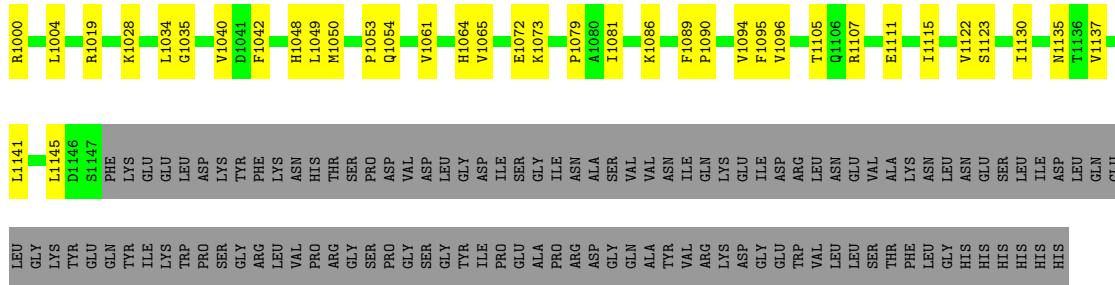 R1000 L1004 R1019 K1028 L1034 G1035 V1040 D1041 F1042 H1048 L1049 M1050 P1053 Q1054 V1061 H1064 V1065 E1072 K1073 P1079 A1080 I1081 K1086 F1089 P1090 V1094 F1095 V1096 T1105 Q1106 R1107 E1111 I1115 V1122 S1123 I1130 N1135 T1136 V1137
L1141 L1145 D1146 S1147 PHE LYS GLU GLU LEU ASP LYS TYR PHE LYS ASN HIS THR SER PRO ASP VAL ASP LEU GLY ASP ILE SER GLY ILE ASN ALA SER VAL VAL ASN ILE GLN LYS GLU ILE ASP ARG LEU ASN GLU VAL ALA LYS ASN LEU ASN GLU SER LEU ILE ASP LEU GLN GLU
LEU GLY LYS TYR GLU GLN TYR ILE LYS TRP PRO SER GLY ARG LEU VAL PRO ARG GLY SER PRO GLY SER GLY TYR ILE PRO GLU ALA PRO ARG ASP GLY GLN ALA TYR VAL ARG LYS ASP GLY GLU TRP VAL LEU LEU SER THR PHE LEU GLY HIS HIS HIS HIS HIS HIS